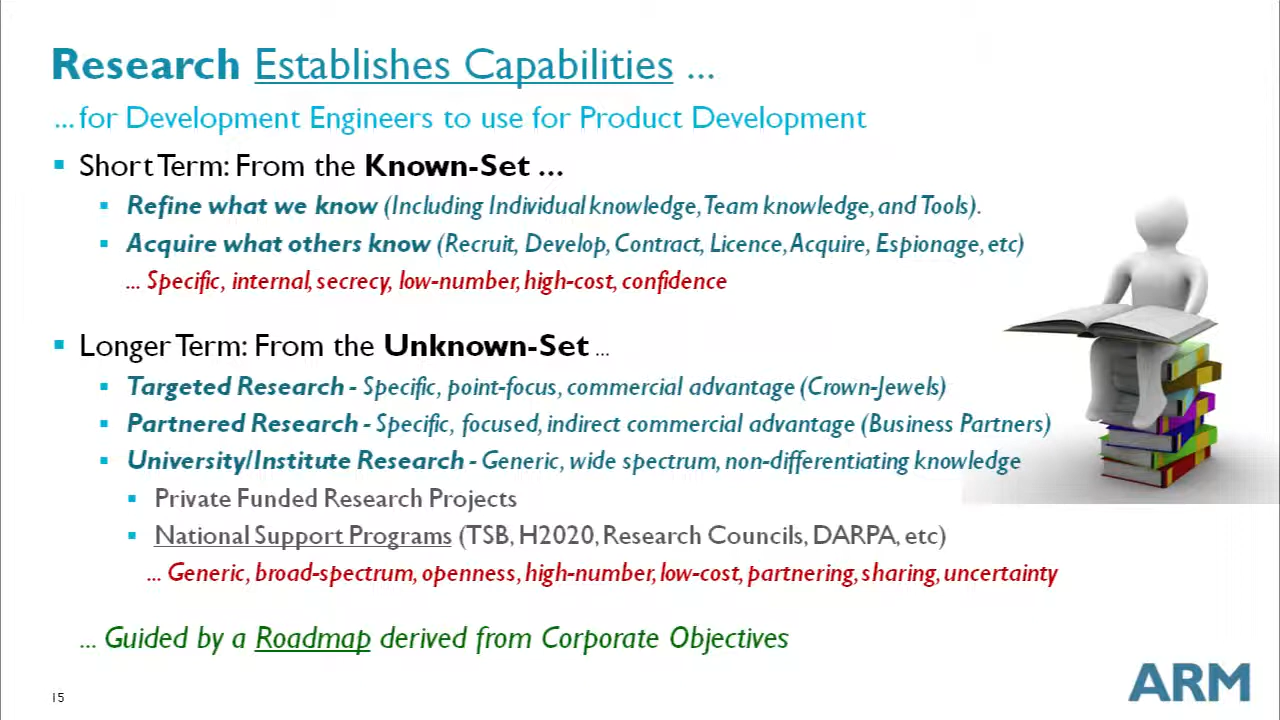 Research Establishes Capabilities ...
... for Development Engineers to use for Product Development
Short Term: From the Known-Set ...
Refine what we know (Including Individual knowledge, Team knowledge, and Tools).
Acquire what others know (Recruit, Develop, Contract, Licence, Acquire, Espionage, etc)
... Specific, internal, secrecy, low-number, high-cost, confidence
Longer Term: From the Unknown-Set ...
Targeted Research - Specific, point-focus, commercial advantage (Crown-Jewels)
Partnered Research - Specific, focused, indirect commercial advantage (Business Partners)
University/Institute Research - Generic, wide spectrum, non-differentiating knowledge
Private Funded Research Projects
National Support Programs (TSB, H2020, Research Councils, DARPA, etc)
... Generic, broad-spectrum, openness, high-number, low-cost, partnering, sharing, uncertainty
... Guided by a Roadmap derived from Corporate Objectives
15
ARM